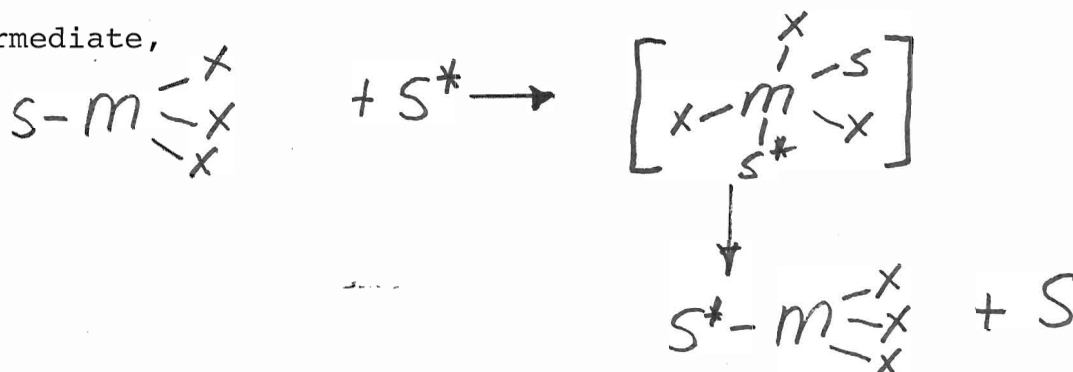 rmediate,
X
S-M-X + S* → [X-M-S X X S*]
X
S*-M-X + S
X
X